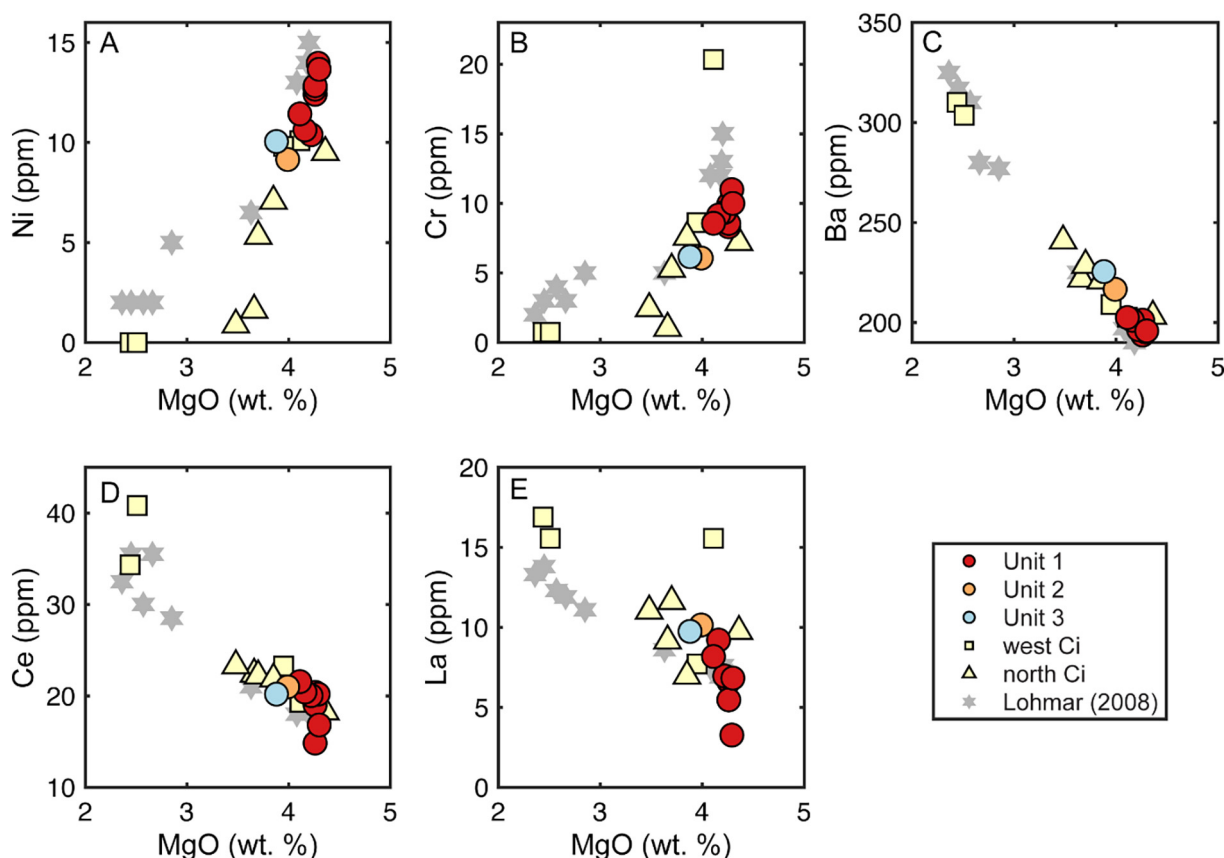 A
Ni (ppm)
15
10
5
0
2
3
4
5
MgO (wt. %)
B
Cr (ppm)
20
15
10
5
0
2
3
4
5
MgO (wt. %)
C
Ba (ppm)
350
300
250
200
2
3
4
5
MgO (wt. %)
D
Ce (ppm)
40
30
20
10
2
3
4
5
MgO (wt. %)
E
La (ppm)
20
15
10
5
0
2
3
4
5
MgO (wt. %)
Unit 1
Unit 2
Unit 3
west Ci
north Ci
Lohmar (2008)